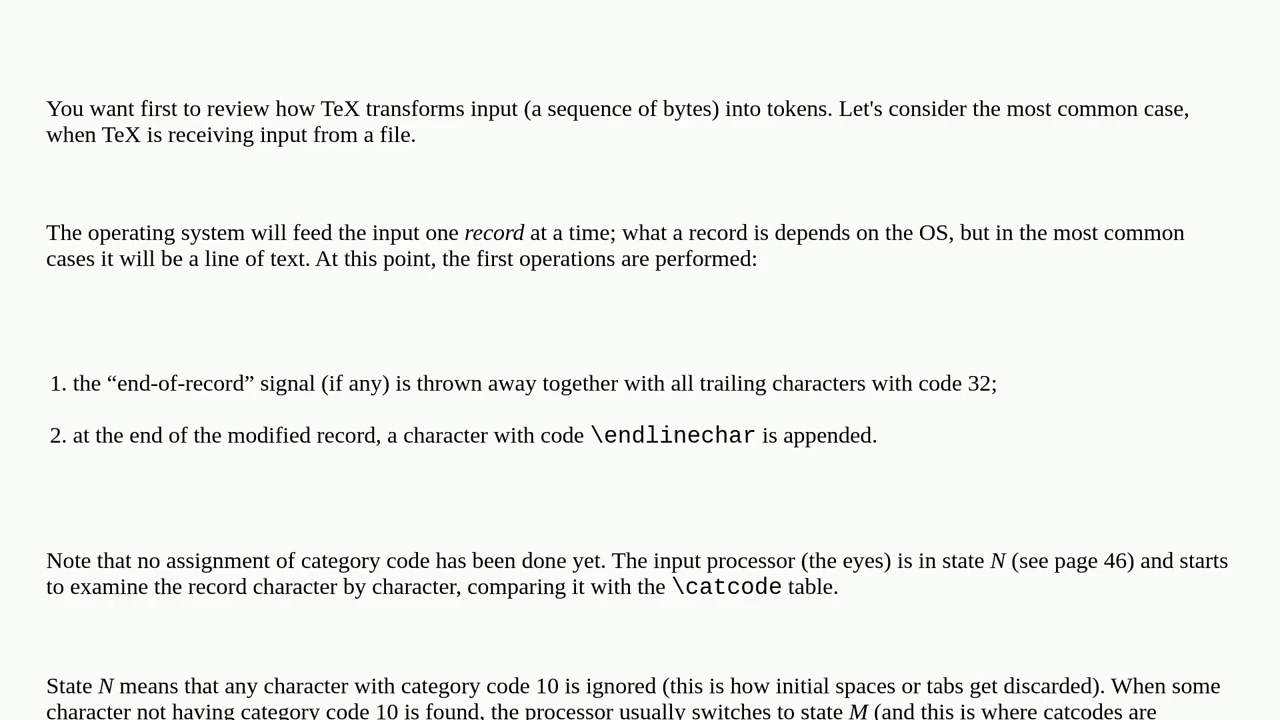 You want first to review how TeX transforms input (a sequence of bytes) into tokens. Let's consider the most common case,
when TeX is receiving input from a file.
The operating system will feed the input one record at a time; what a record is depends on the OS, but in the most common
cases it will be a line of text. At this point, the first operations are performed:
1. the “end-of-record” signal (if any) is thrown away together with all trailing characters with code 32;
2. at the end of the modified record, a character with code \endlinechar is appended.
Note that no assignment of category code has been done yet. The input processor (the eyes) is in state N (see page 46) and starts
to examine the record character by character, comparing it with the \catcode table.
State N means that any character with category code 10 is ignored (this is how initial spaces or tabs get discarded). When some
character not having category code 10 is found, the processor usually switches to state M (and this is where catcodes are